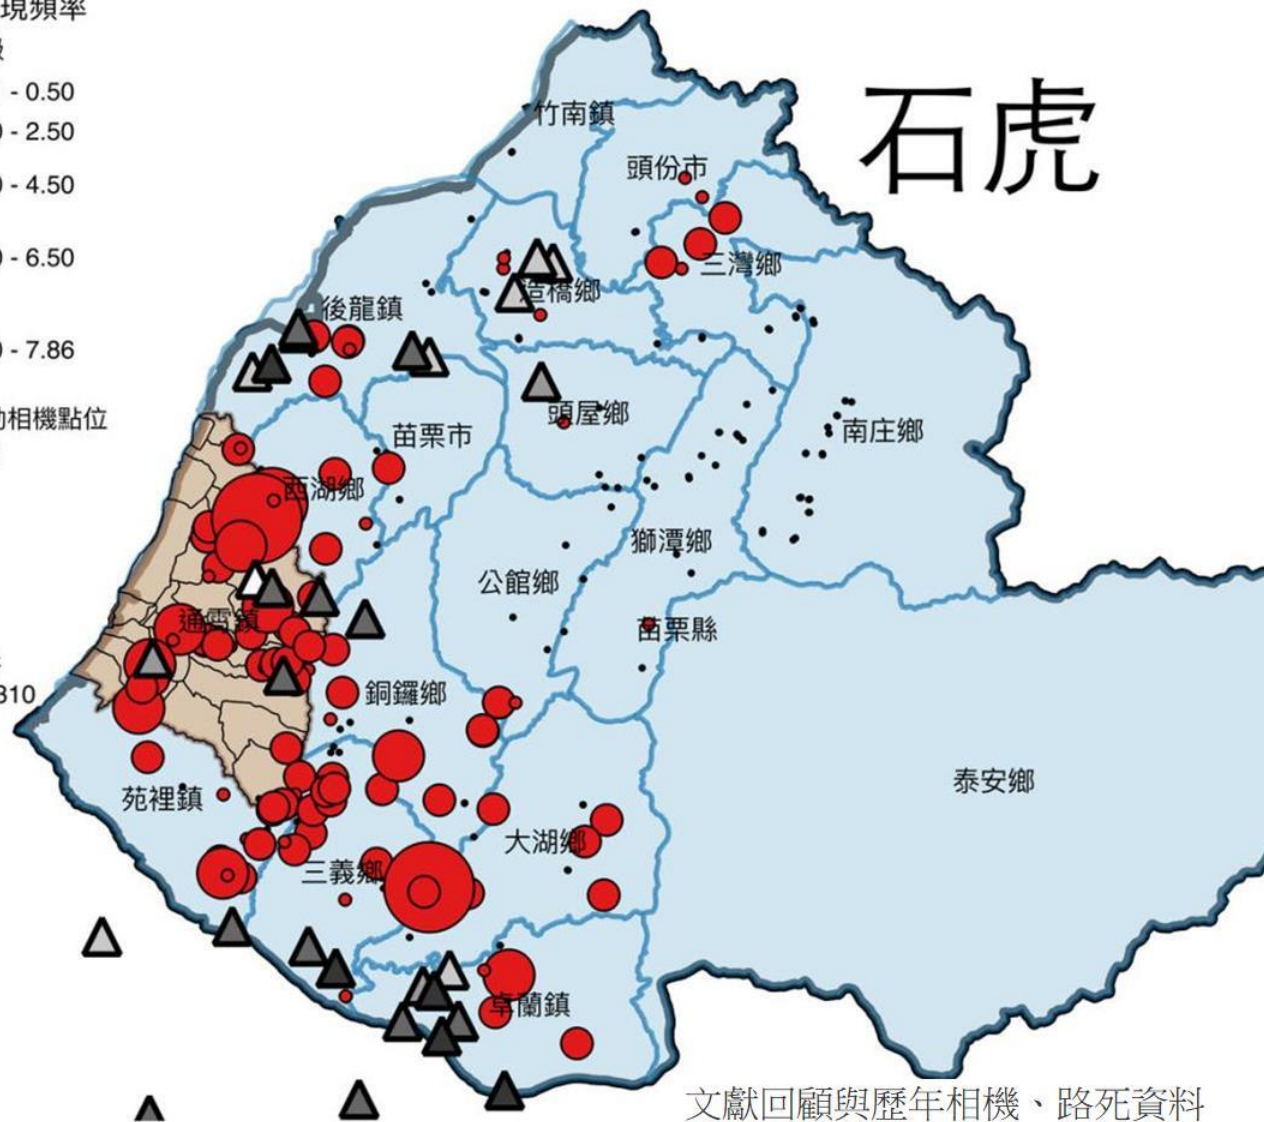 現頻率
- 0.50
- 2.50
- 4.50
- 6.50
- 7.86
相機點位
310
石虎
竹南鎮
頭份市
三灣鄉
造橋鄉
後龍鎮
頭屋鄉
苗栗市
南庄鄉
西湖鄉
獅潭鄉
公館鄉
通霄鎮
苗栗縣
銅鑼鄉
泰安鄉
苑裡鎮
大湖鄉
三義鄉
卓蘭鎮
文獻回顧與歷年相機、路死資料